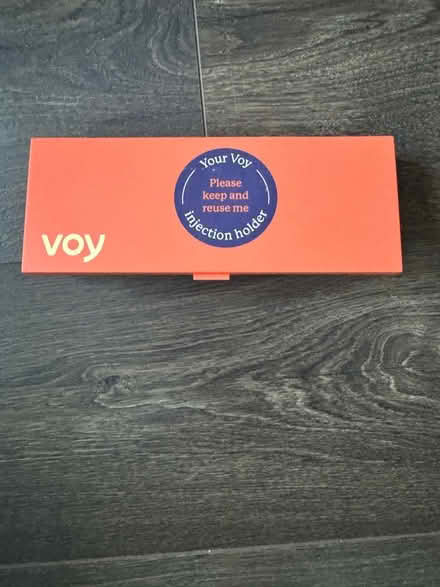 Your Voy
Please
keep and
reuse me
injection holder
voy